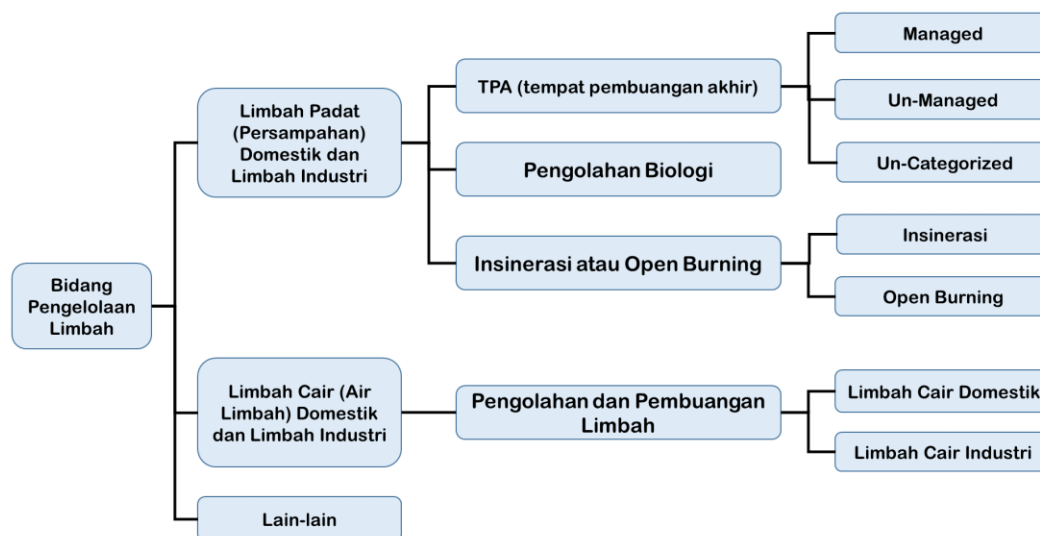 Bidang
Pengelolaan
Limbah
Limbah Padat
(Persampahan)
Domestik dan
Limbah Industri
TPA (tempat pembuangan akhir)
Managed
Un-Managed
Un-Categorized
Pengolahan Biologi
Insinerasi atau Open Burning
Insinerasi
Open Burning
Limbah Cair (Air
Limbah) Domestik
dan Limbah Industri
Pengolahan dan Pembuangan
Limbah
Limbah Cair Domestik
Limbah Cair Industri
Lain-lain